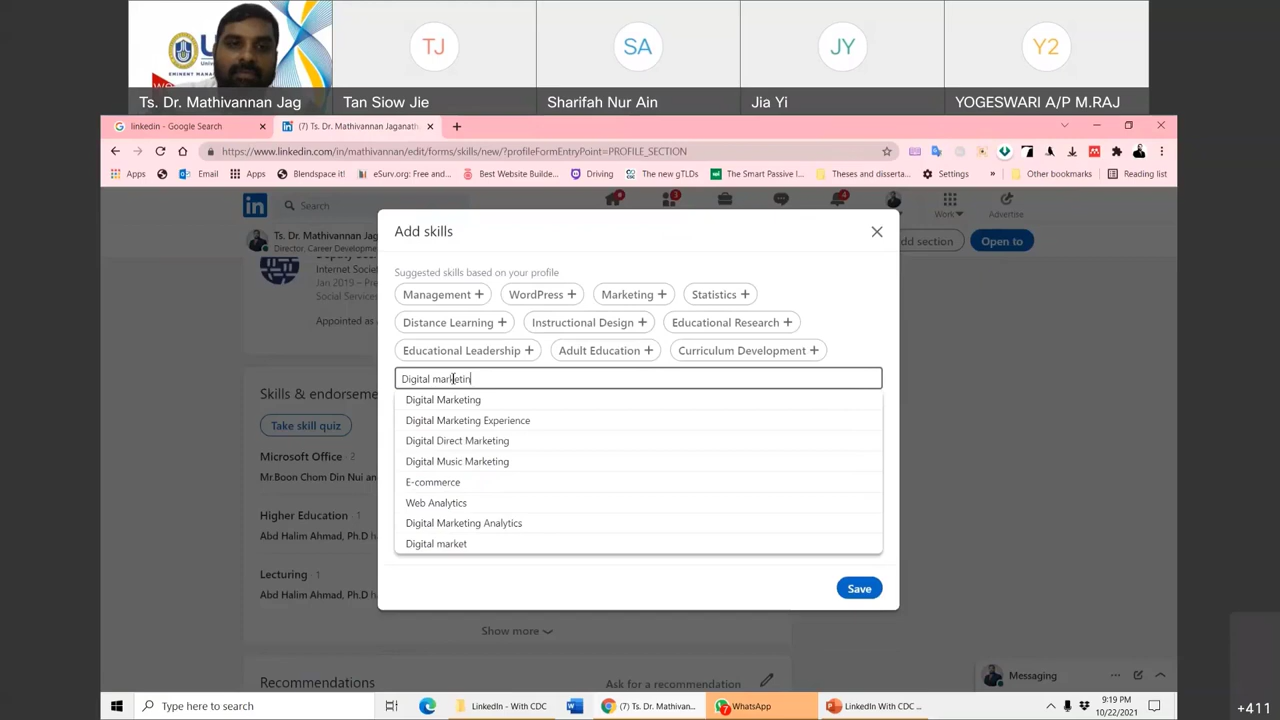 TJ
SA
JY
Y2
Ts. Dr. Mathivannan Jag
Tan Siow Jie
Sharifah Nur Ain
Jia Yi
YOGESWARI A/P M.RAJ
linkedin - Google Search
(7) Ts. Dr. Mathivannan Jaganath
https://www.linkedin.com/in/mathivannan/edit/forms/skills/new/?profileFormEntryPoint=PROFILE_SECTION
Apps
Email
Apps
Blendspace it!
eSurv.org: Free and...
Best Website Builde...
Driving
The new gTLDs
The Smart Passive I...
Theses and disserta...
Settings
»
Other bookmarks
Reading list
in
Search
Work
Advertise
Ts. Dr. Mathivannan Jag
Director, Career Developme
dd section
Open to
Internet Socie
Jan 2019 – Pre
Social Services
Appointed as
Add skills
Suggested skills based on your profile
Management +
WordPress +
Marketing +
Statistics +
Distance Learning +
Instructional Design +
Educational Research +
Educational Leadership +
Adult Education +
Curriculum Development +
Digital marketin
Digital Marketing
Digital Marketing Experience
Digital Direct Marketing
Digital Music Marketing
E-commerce
Web Analytics
Digital Marketing Analytics
Digital market
Save
Skills & endorseme
Take skill quiz
Microsoft Office · 2
Mr.Boon Chom Din Nui an
Higher Education · 1
Abd Halim Ahmad, Ph.D h
Lecturing · 1
Abd Halim Ahmad, Ph.D h
Show more
Recommendations
Ask for a recommendation
Messaging
Type here to search
LinkedIn - With CDC
(7) Ts. Dr. Mathivan...
WhatsApp
LinkedIn With CDC ...
9:19 PM
10/22/2021
+411